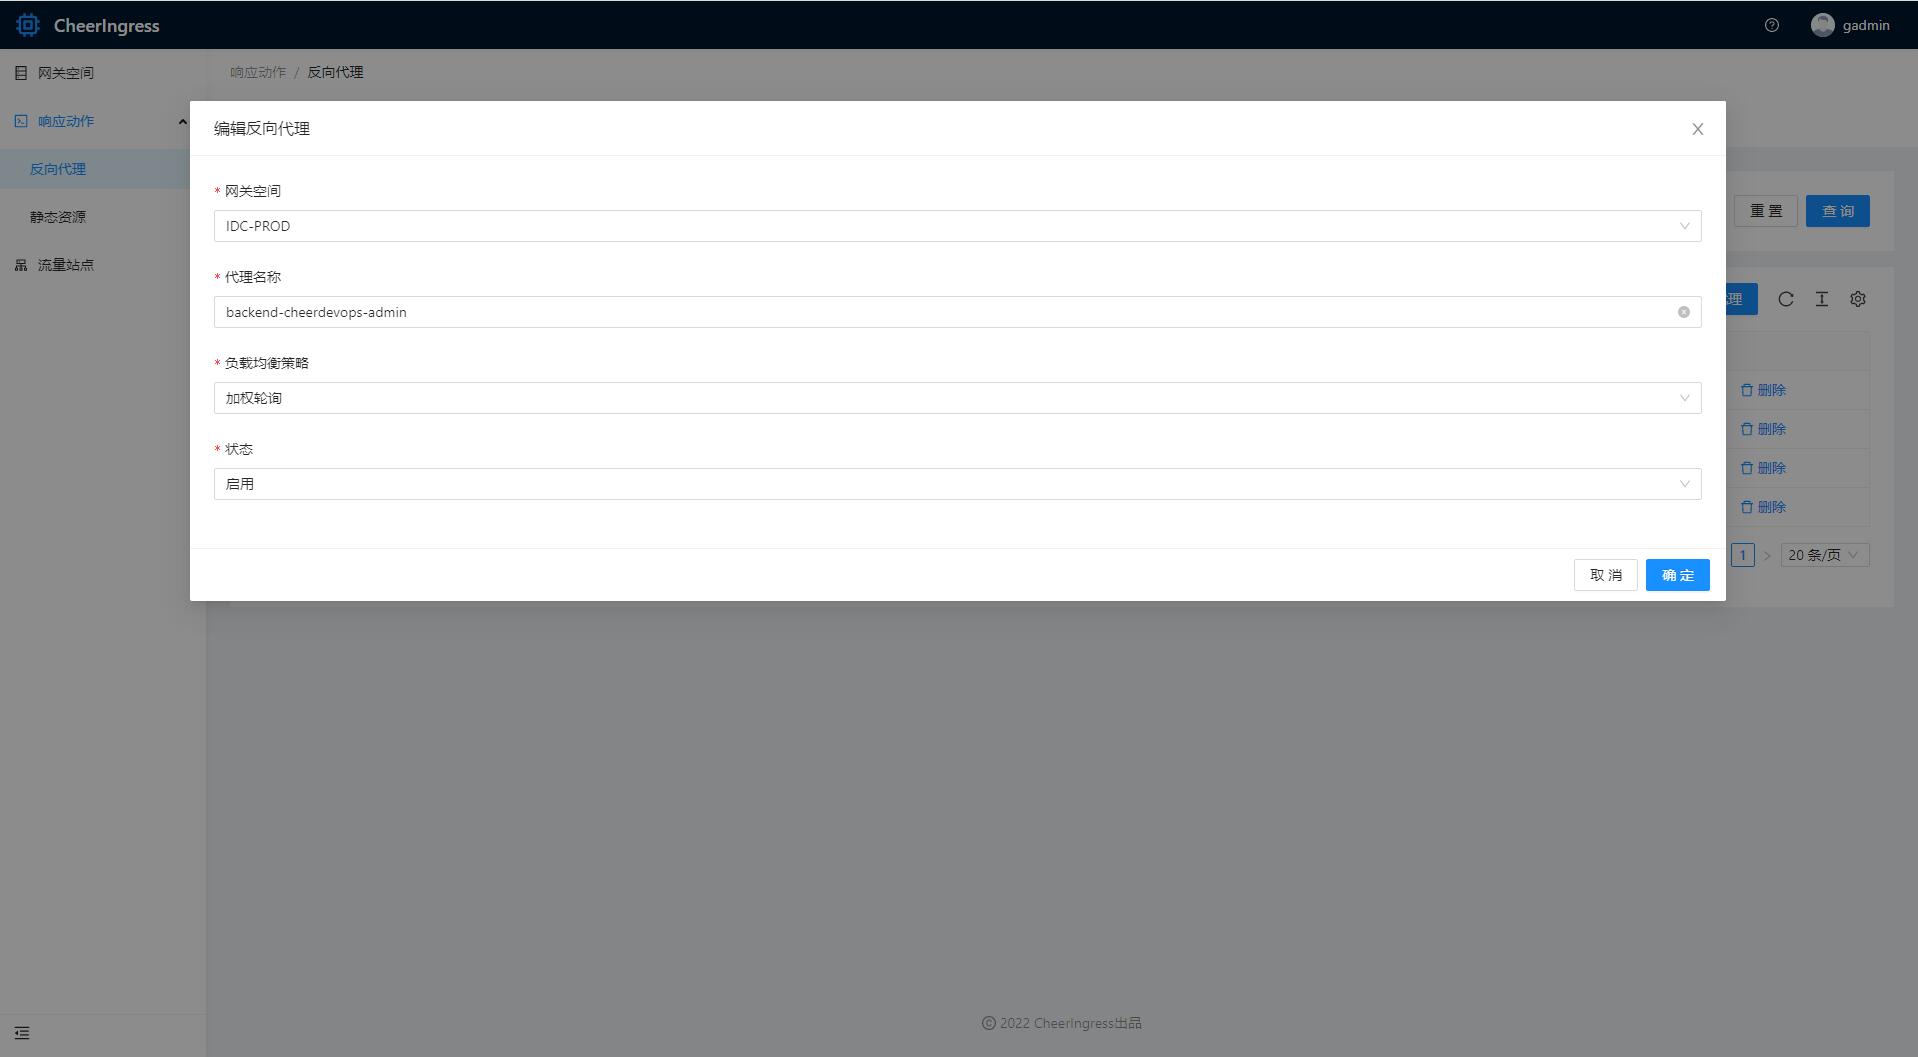 CheerIngress
gadmin
网关空间
响应动作
反向代理
静态资源
流量站点
响应动作 / 反向代理
重置
查询
理
删除
删除
删除
删除
1
20 条/页
编辑反向代理
* 网关空间
IDC-PROD
* 代理名称
backend-cheerdevops-admin
* 负载均衡策略
加权轮询
* 状态
启用
取消
确定
© 2022 CheerIngress出品